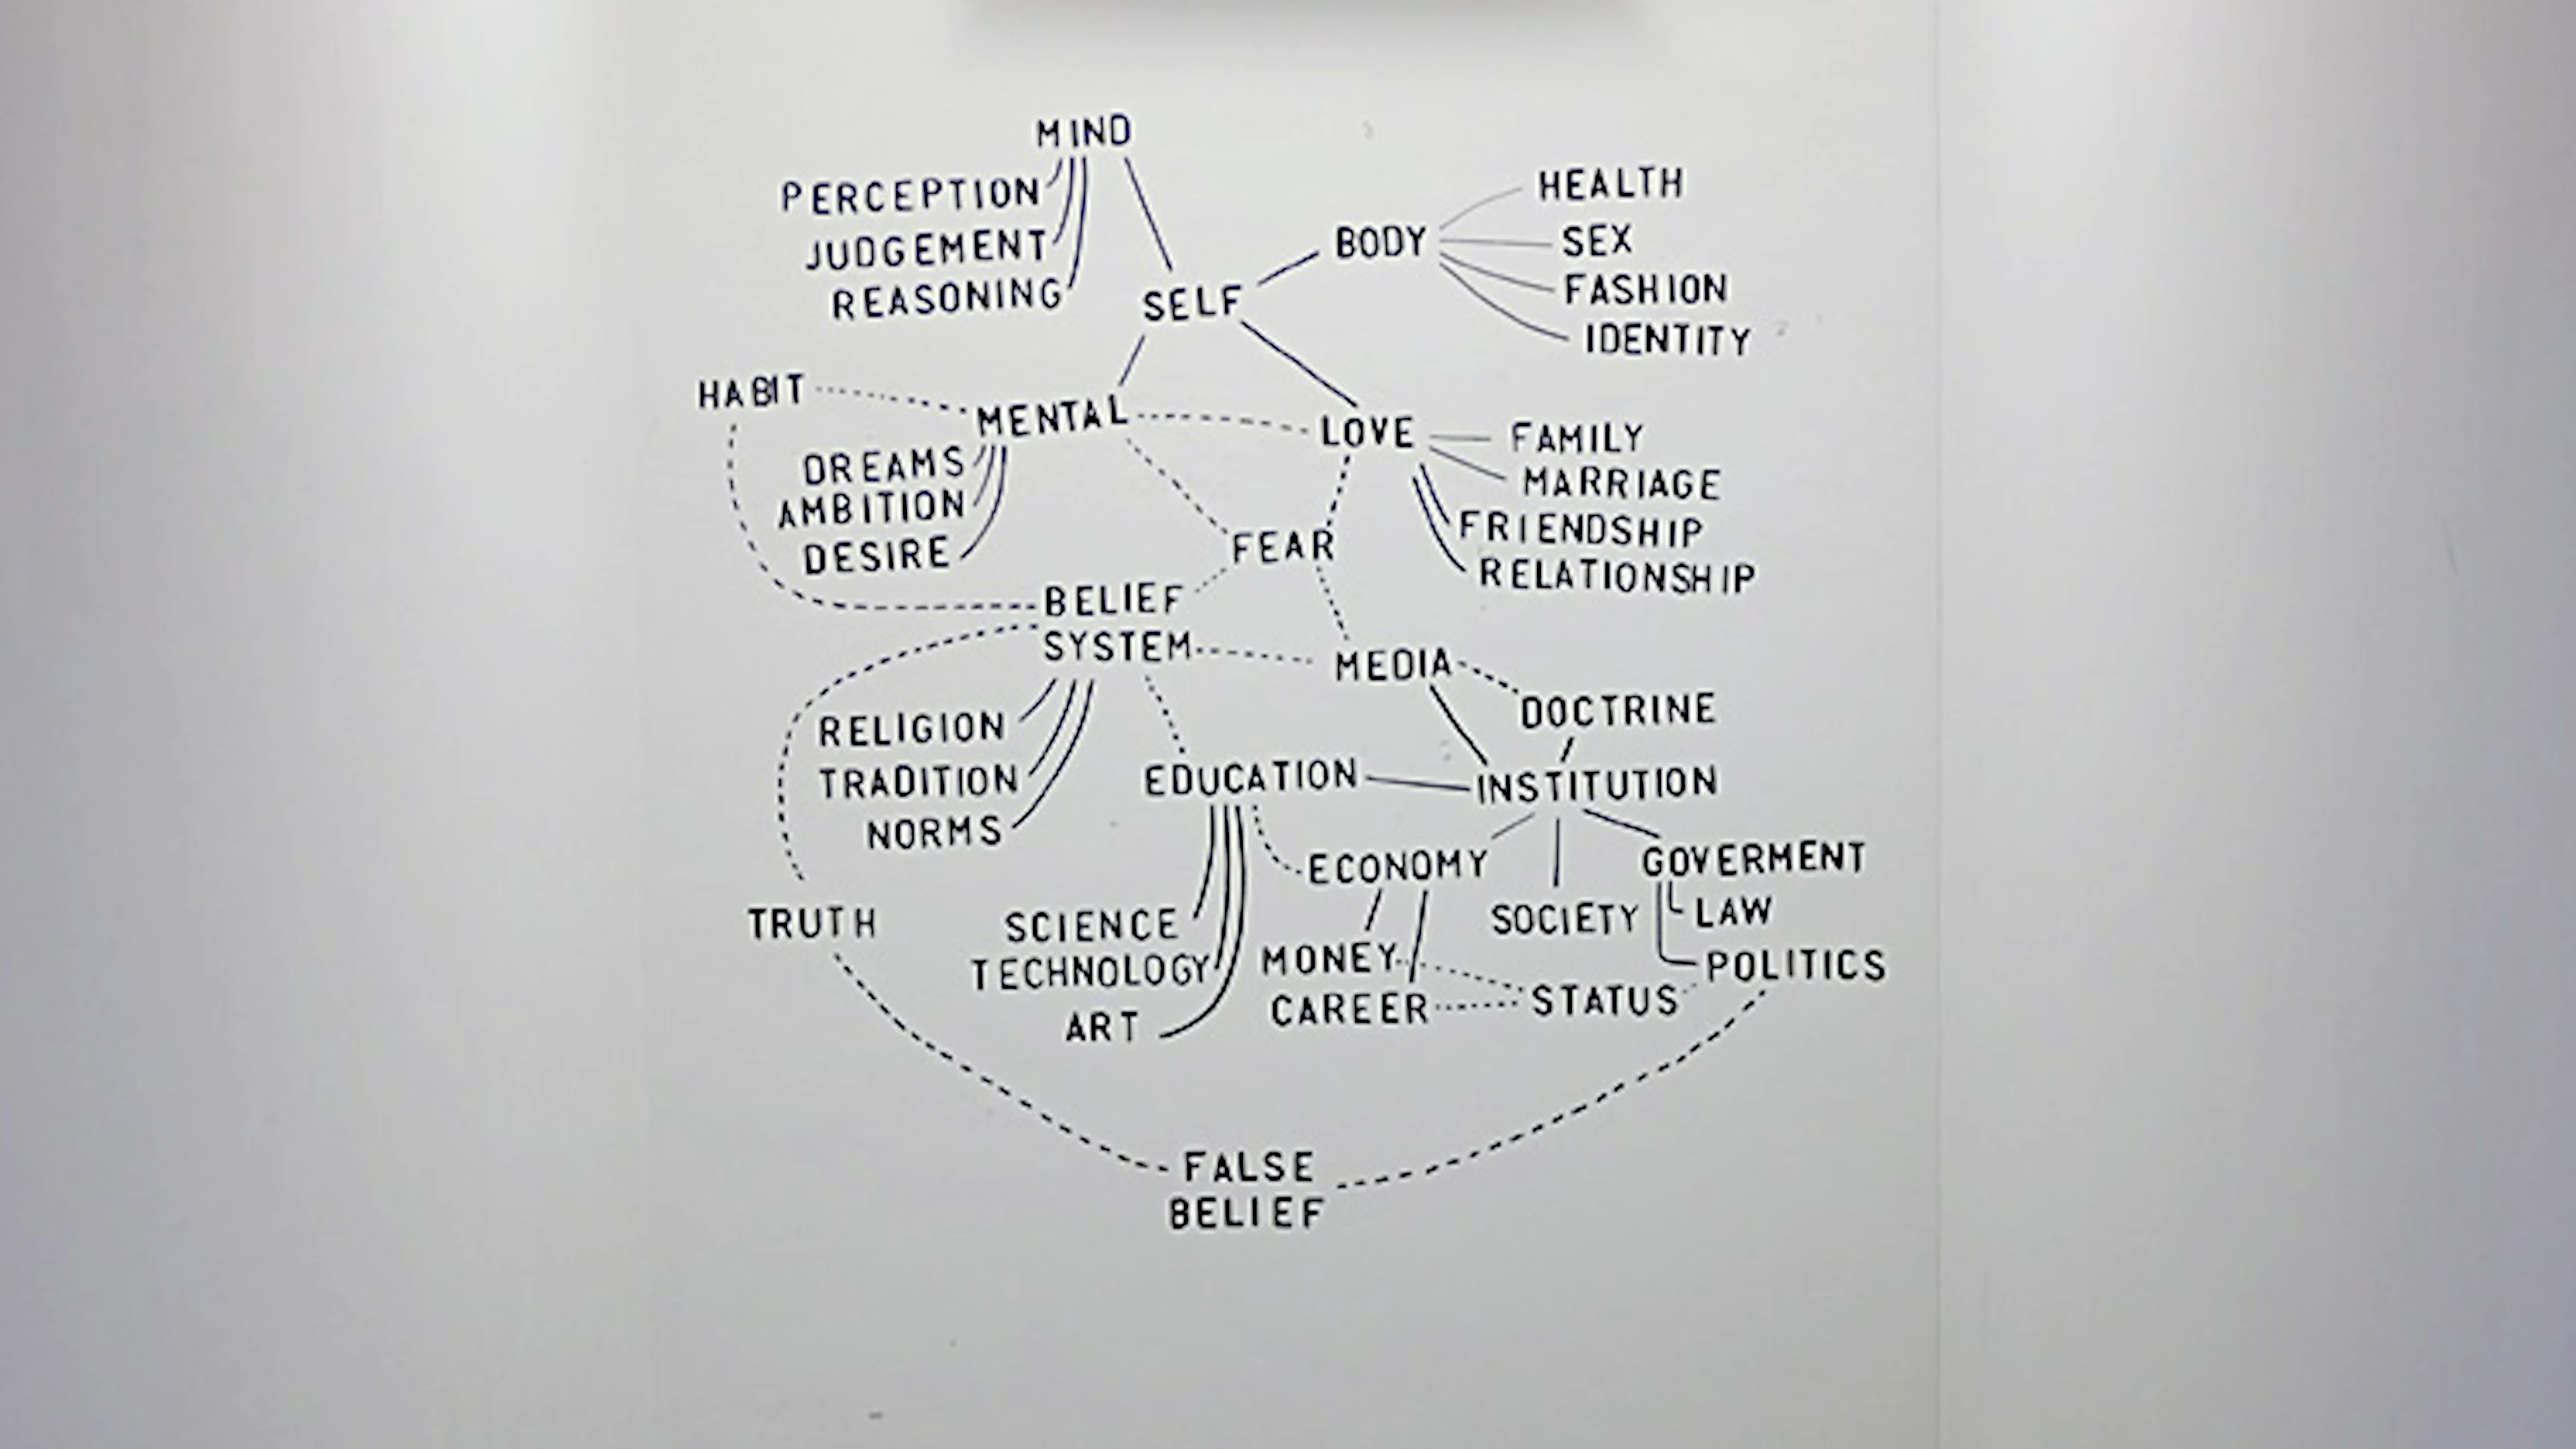 MIND
PERCEPTION
JUDGEMENT
REASONING
SELF
BODY
HEALTH
SEX
FASHION
IDENTITY
HABIT
MENTAL
DREAMS
AMBITION
DESIRE
LOVE
FAMILY
MARRIAGE
FRIENDSHIP
RELATIONSHIP
FEAR
BELIEF
SYSTEM
MEDIA
DOCTRINE
RELIGION
TRADITION
NORMS
EDUCATION
INSTITUTION
ECONOMY
GOVERMENT
LAW
POLITICS
SOCIETY
TRUTH
SCIENCE
TECHNOLOGY
ART
MONEY
CAREER
STATUS
FALSE
BELIEF